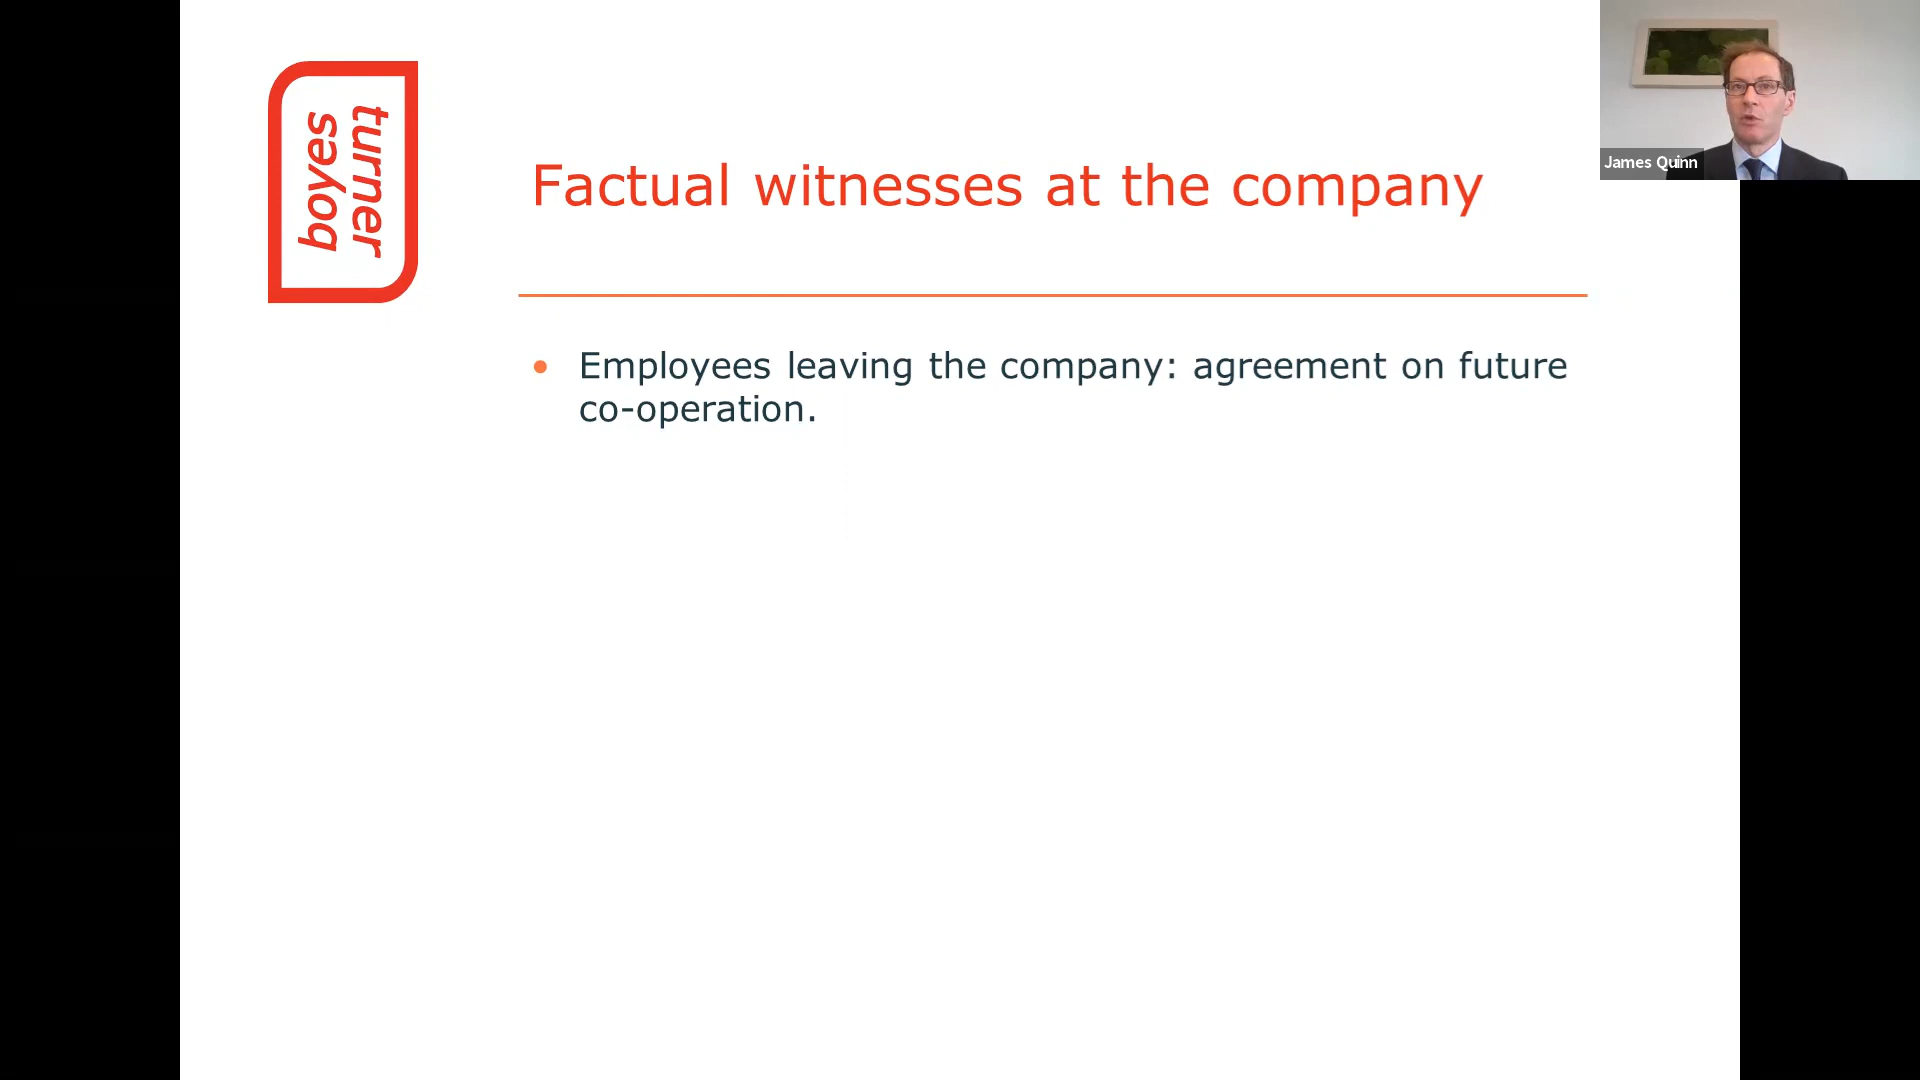 boyes
turner
Factual witnesses at the company
• Employees leaving the company: agreement on future
co-operation.
James Quinn